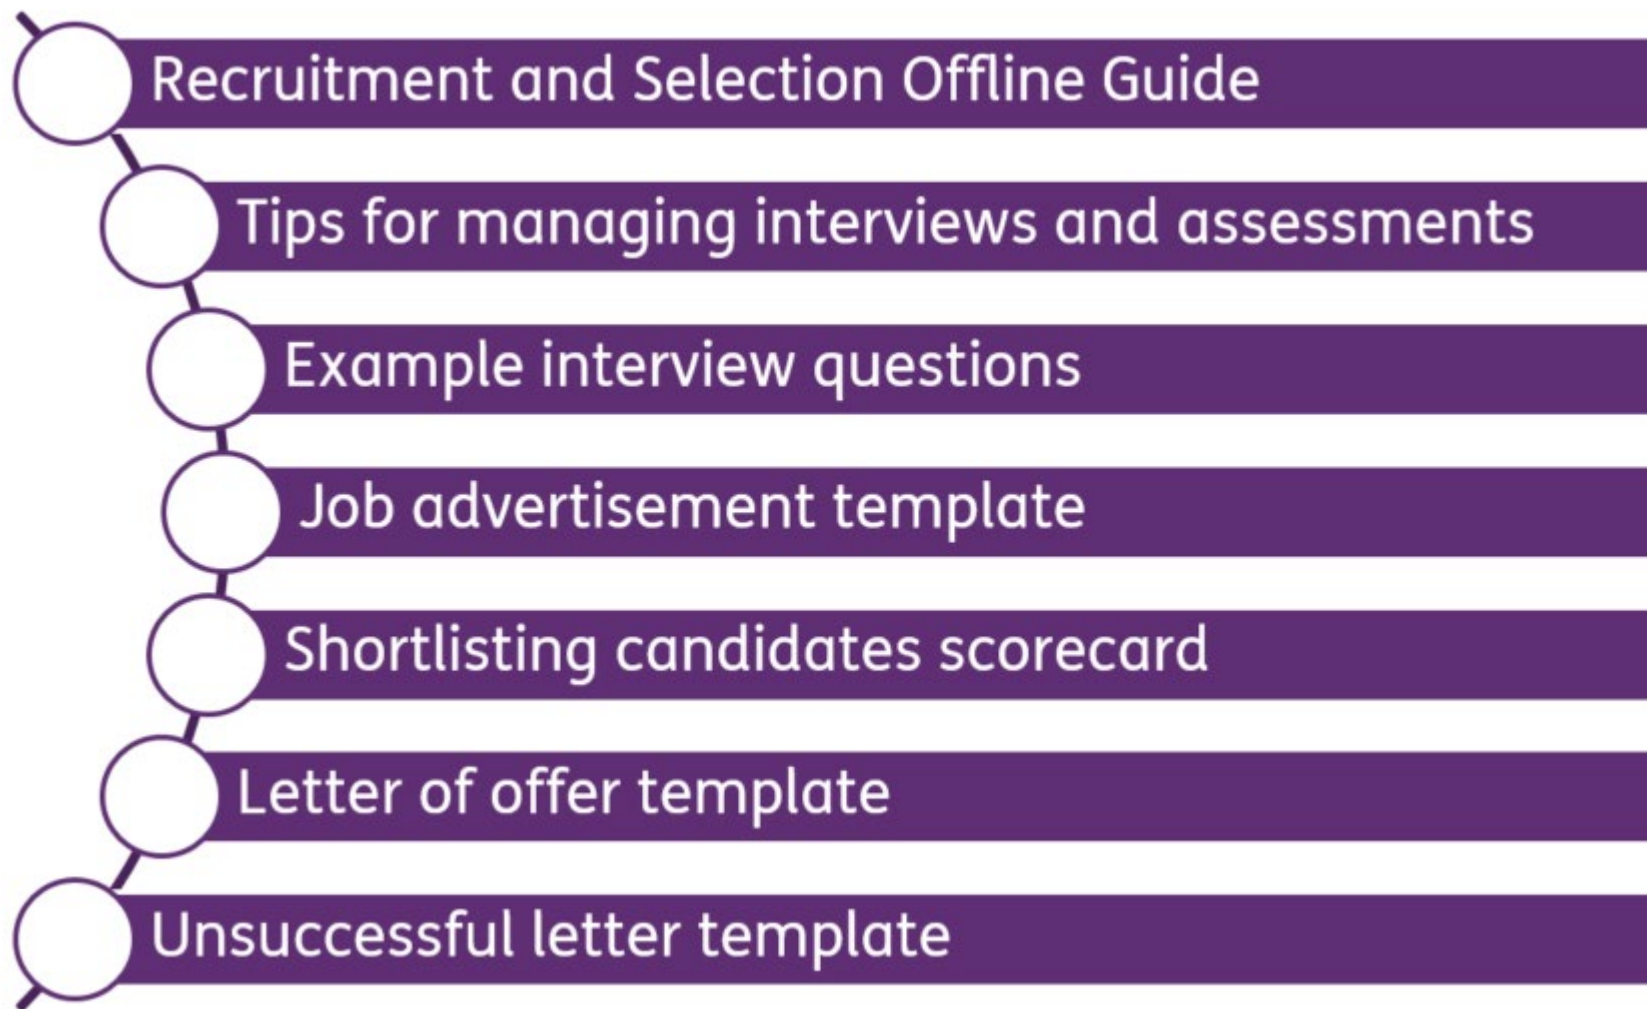 Recruitment and Selection Offline Guide
Tips for managing interviews and assessments
Example interview questions
Job advertisement template
Shortlisting candidates scorecard
Letter of offer template
Unsuccessful letter template